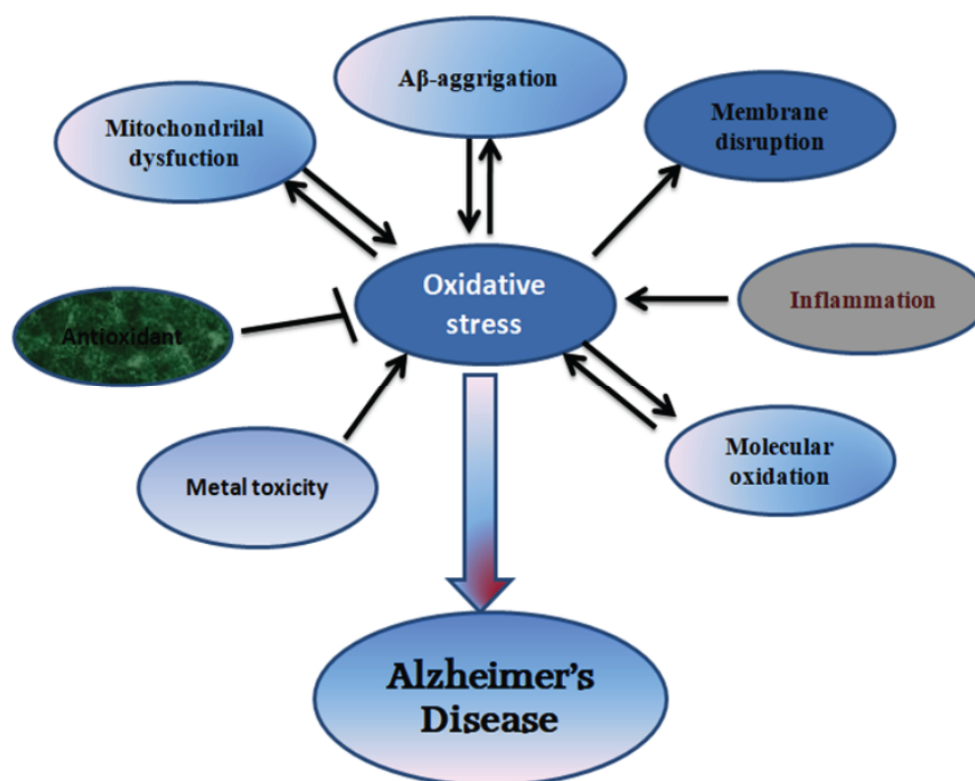 Aβ-aggrigation
Mitochondrilal
dysfuction
Membrane
disruption
Oxidative
stress
Inflammation
Antioxidant
Molecular
oxidation
Metal toxicity
Alzheimer's
Disease